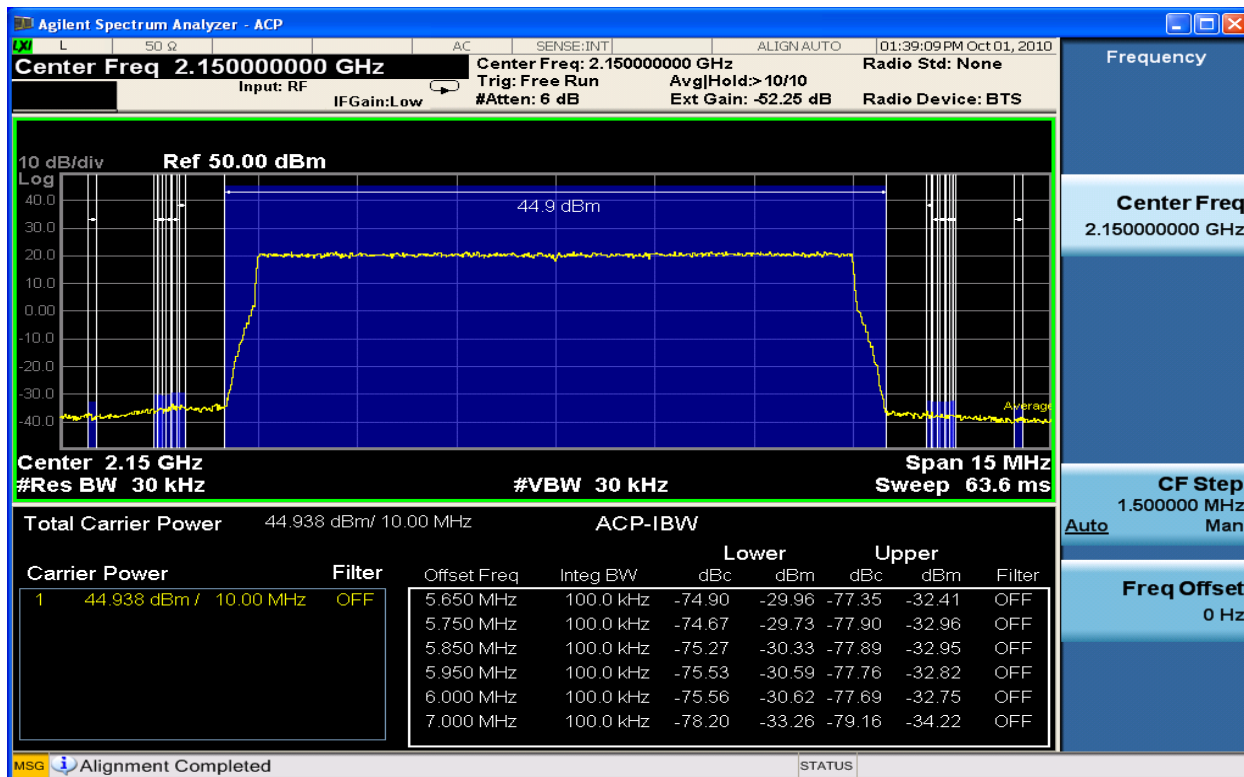 Agilent Spectrum Analyzer - ACP
LXI L 50 Ω AC SENSE:INT ALIGN AUTO 01:39:09 PM Oct 01, 2010
Center Freq 2.150000000 GHz
Input: RF
IFGain:Low
Center Freq: 2.150000000 GHz
Trig: Free Run
#Atten: 6 dB
Avg|Hold:>10/10
Ext Gain: -52.25 dB
Radio Std: None
Radio Device: BTS
Frequency
10 dB/div Ref 50.00 dBm
Log
40.0
30.0
20.0
10.0
0.00
-10.0
-20.0
-30.0
-40.0
44.9 dBm
Average
Center Freq
2.150000000 GHz
Center 2.15 GHz Span 15 MHz
#Res BW 30 kHz #VBW 30 kHz Sweep 63.6 ms
CF Step
1.500000 MHz
Auto Man
Total Carrier Power 44.938 dBm/ 10.00 MHz ACP-IBW
Lower Upper
Carrier Power Filter
1 44.938 dBm / 10.00 MHz OFF
Offset Freq Integ BW dBc dBm dBc dBm Filter
5.650 MHz 100.0 kHz -74.90 -29.96 -77.35 -32.41 OFF
5.750 MHz 100.0 kHz -74.67 -29.73 -77.90 -32.96 OFF
5.850 MHz 100.0 kHz -75.27 -30.33 -77.89 -32.95 OFF
5.950 MHz 100.0 kHz -75.53 -30.59 -77.76 -32.82 OFF
6.000 MHz 100.0 kHz -75.56 -30.62 -77.69 -32.75 OFF
7.000 MHz 100.0 kHz -78.20 -33.26 -79.16 -34.22 OFF
Freq Offset
0 Hz
MSG Alignment Completed STATUS